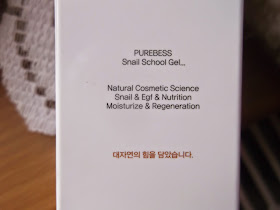 PUREBESS
Snail School Gel...
Natural Cosmetic Science
Snail & Egf & Nutrition
Moisturize & Regeneration
대자연의 힘을 담았습니다.